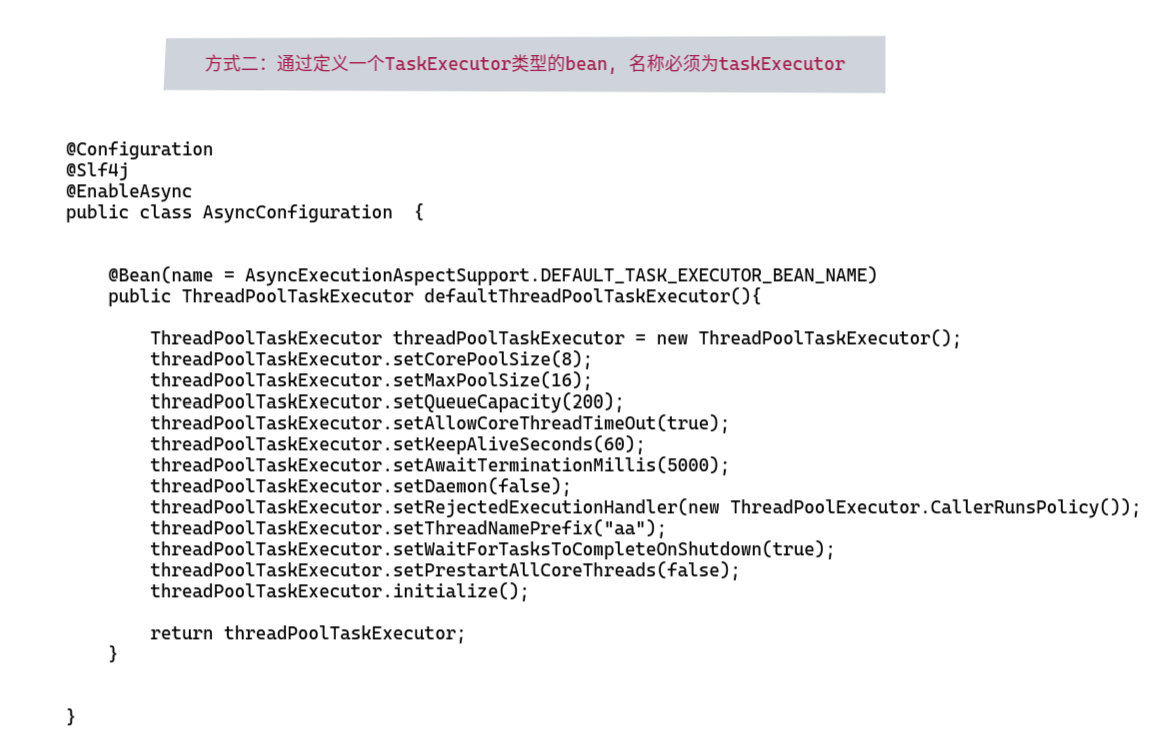 方式二：通过定义一个TaskExecutor类型的bean, 名称必须为taskExecutor
@Configuration
@Slf4j
@EnableAsync
public class AsyncConfiguration  {
@Bean(name = AsyncExecutionAspectSupport.DEFAULT_TASK_EXECUTOR_BEAN_NAME)
public ThreadPoolTaskExecutor defaultThreadPoolTaskExecutor(){
ThreadPoolTaskExecutor threadPoolTaskExecutor = new ThreadPoolTaskExecutor();
threadPoolTaskExecutor.setCorePoolSize(8);
threadPoolTaskExecutor.setMaxPoolSize(16);
threadPoolTaskExecutor.setQueueCapacity(200);
threadPoolTaskExecutor.setAllowCoreThreadTimeOut(true);
threadPoolTaskExecutor.setKeepAliveSeconds(60);
threadPoolTaskExecutor.setAwaitTerminationMillis(5000);
threadPoolTaskExecutor.setDaemon(false);
threadPoolTaskExecutor.setRejectedExecutionHandler(new ThreadPoolExecutor.CallerRunsPolicy());
threadPoolTaskExecutor.setThreadNamePrefix("aa");
threadPoolTaskExecutor.setWaitForTasksToCompleteOnShutdown(true);
threadPoolTaskExecutor.setPrestartAllCoreThreads(false);
threadPoolTaskExecutor.initialize();
return threadPoolTaskExecutor;
}
}